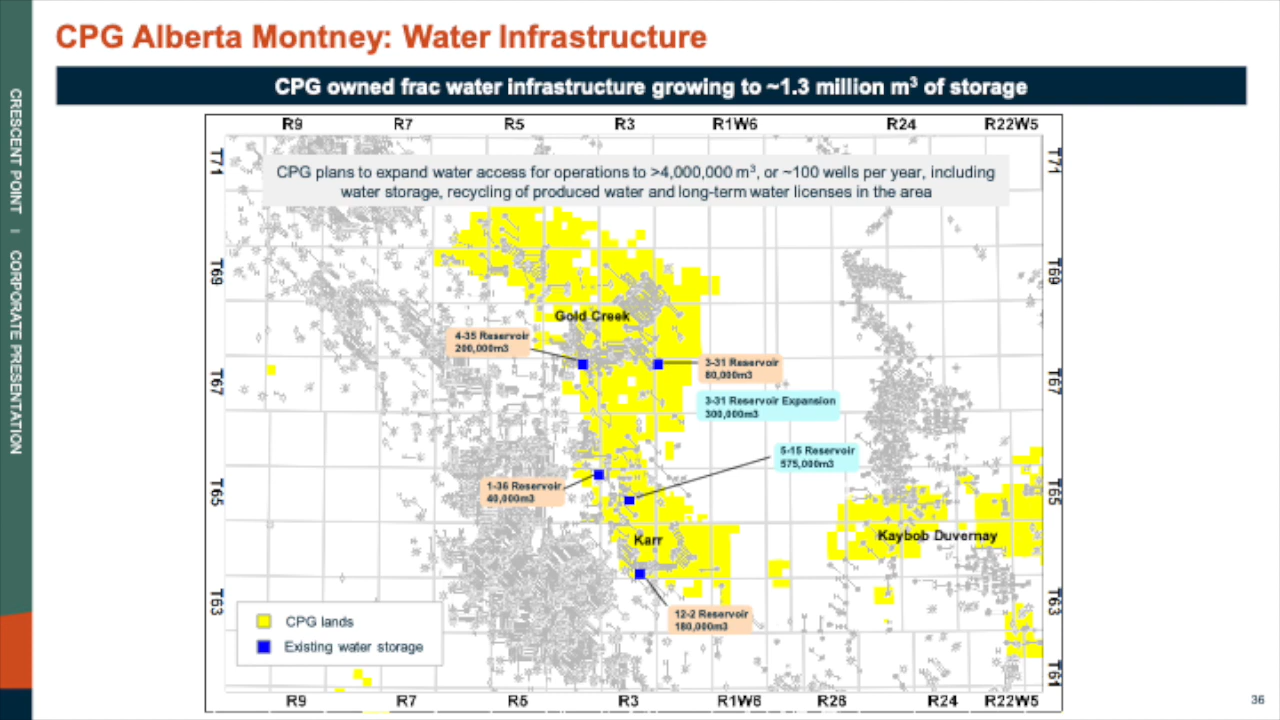 CPG Alberta Montney: Water Infrastructure
CPG owned frac water infrastructure growing to ~1.3 million m³ of storage
CRESCENT POINT | CORPORATE PRESENTATION
R9 R7 R5 R3 R1W6 R24 R22W5
T71 T71
CPG plans to expand water access for operations to >4,000,000 m³, or ~100 wells per year, including
water storage, recycling of produced water and long-term water licenses in the area
T69 T69
Gold Creek
4-35 Reservoir
200,000m3
3-31 Reservoir
80,000m3
T67 T67
3-31 Reservoir Expansion
300,000m3
5-15 Reservoir
575,000m3
1-36 Reservoir
40,000m3
T65 T65
Karr
Kaybob Duvernay
T63 T63
12-2 Reservoir
180,000m3
CPG lands
Existing water storage
T61
R9 R7 R5 R3 R1W6 R26 R24 R22W5
36